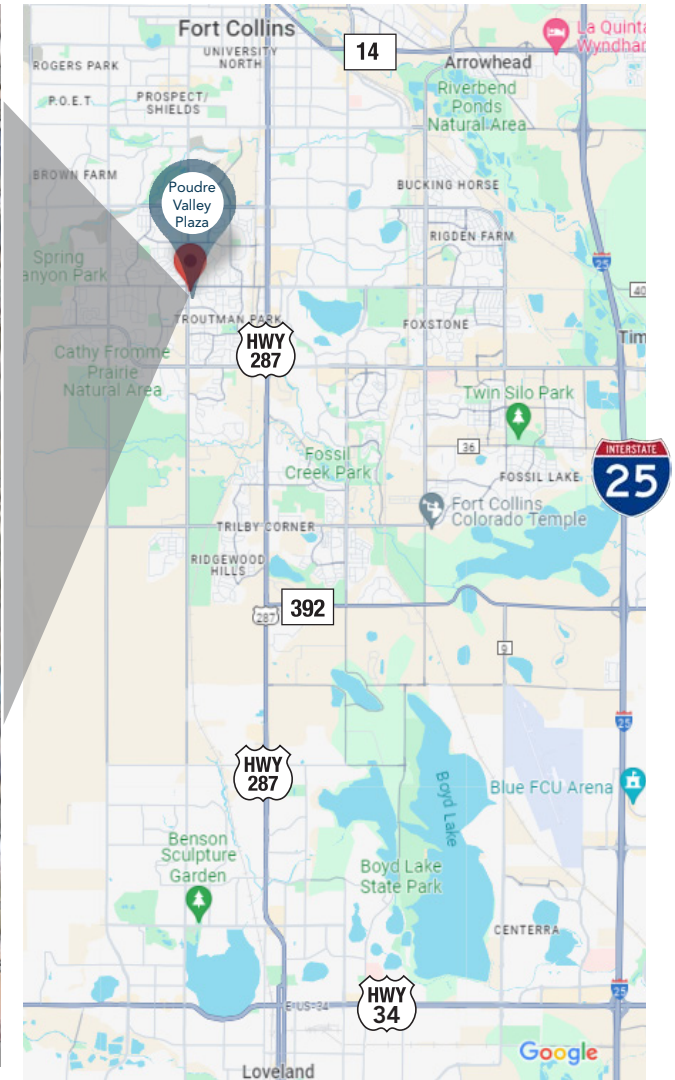 Fort Collins
14
La Quinta
Wyndhar
UNIVERSITY
NORTH
ROGERS PARK
Arrowhead
Riverbend
Ponds
Natural Area
P.O.E.T
PROSPECT/
SHIELDS
BROWN FARM
Poudre
Valley
Plaza
BUCKING HORSE
RIGDEN FARM
Spring
anyon Park
25
40
TROUTMAN PARK
FOXSTONE
Tim
HWY
287
Cathy Fromme
Prairie
Natural Area
Twin Silo Park
36
Fossil
Creek Park
FOSSIL LAKE
INTERSTATE
25
Fort Collins
Colorado Temple
TRILBY CORNER
RIDGEWOOD
HILLS
287
392
9
25
HWY
287
Blue FCU Arena
Boyd Lake
Benson
Sculpture
Garden
Boyd Lake
State Park
CENTERRA
25
E US-34
HWY
34
Google
Loveland